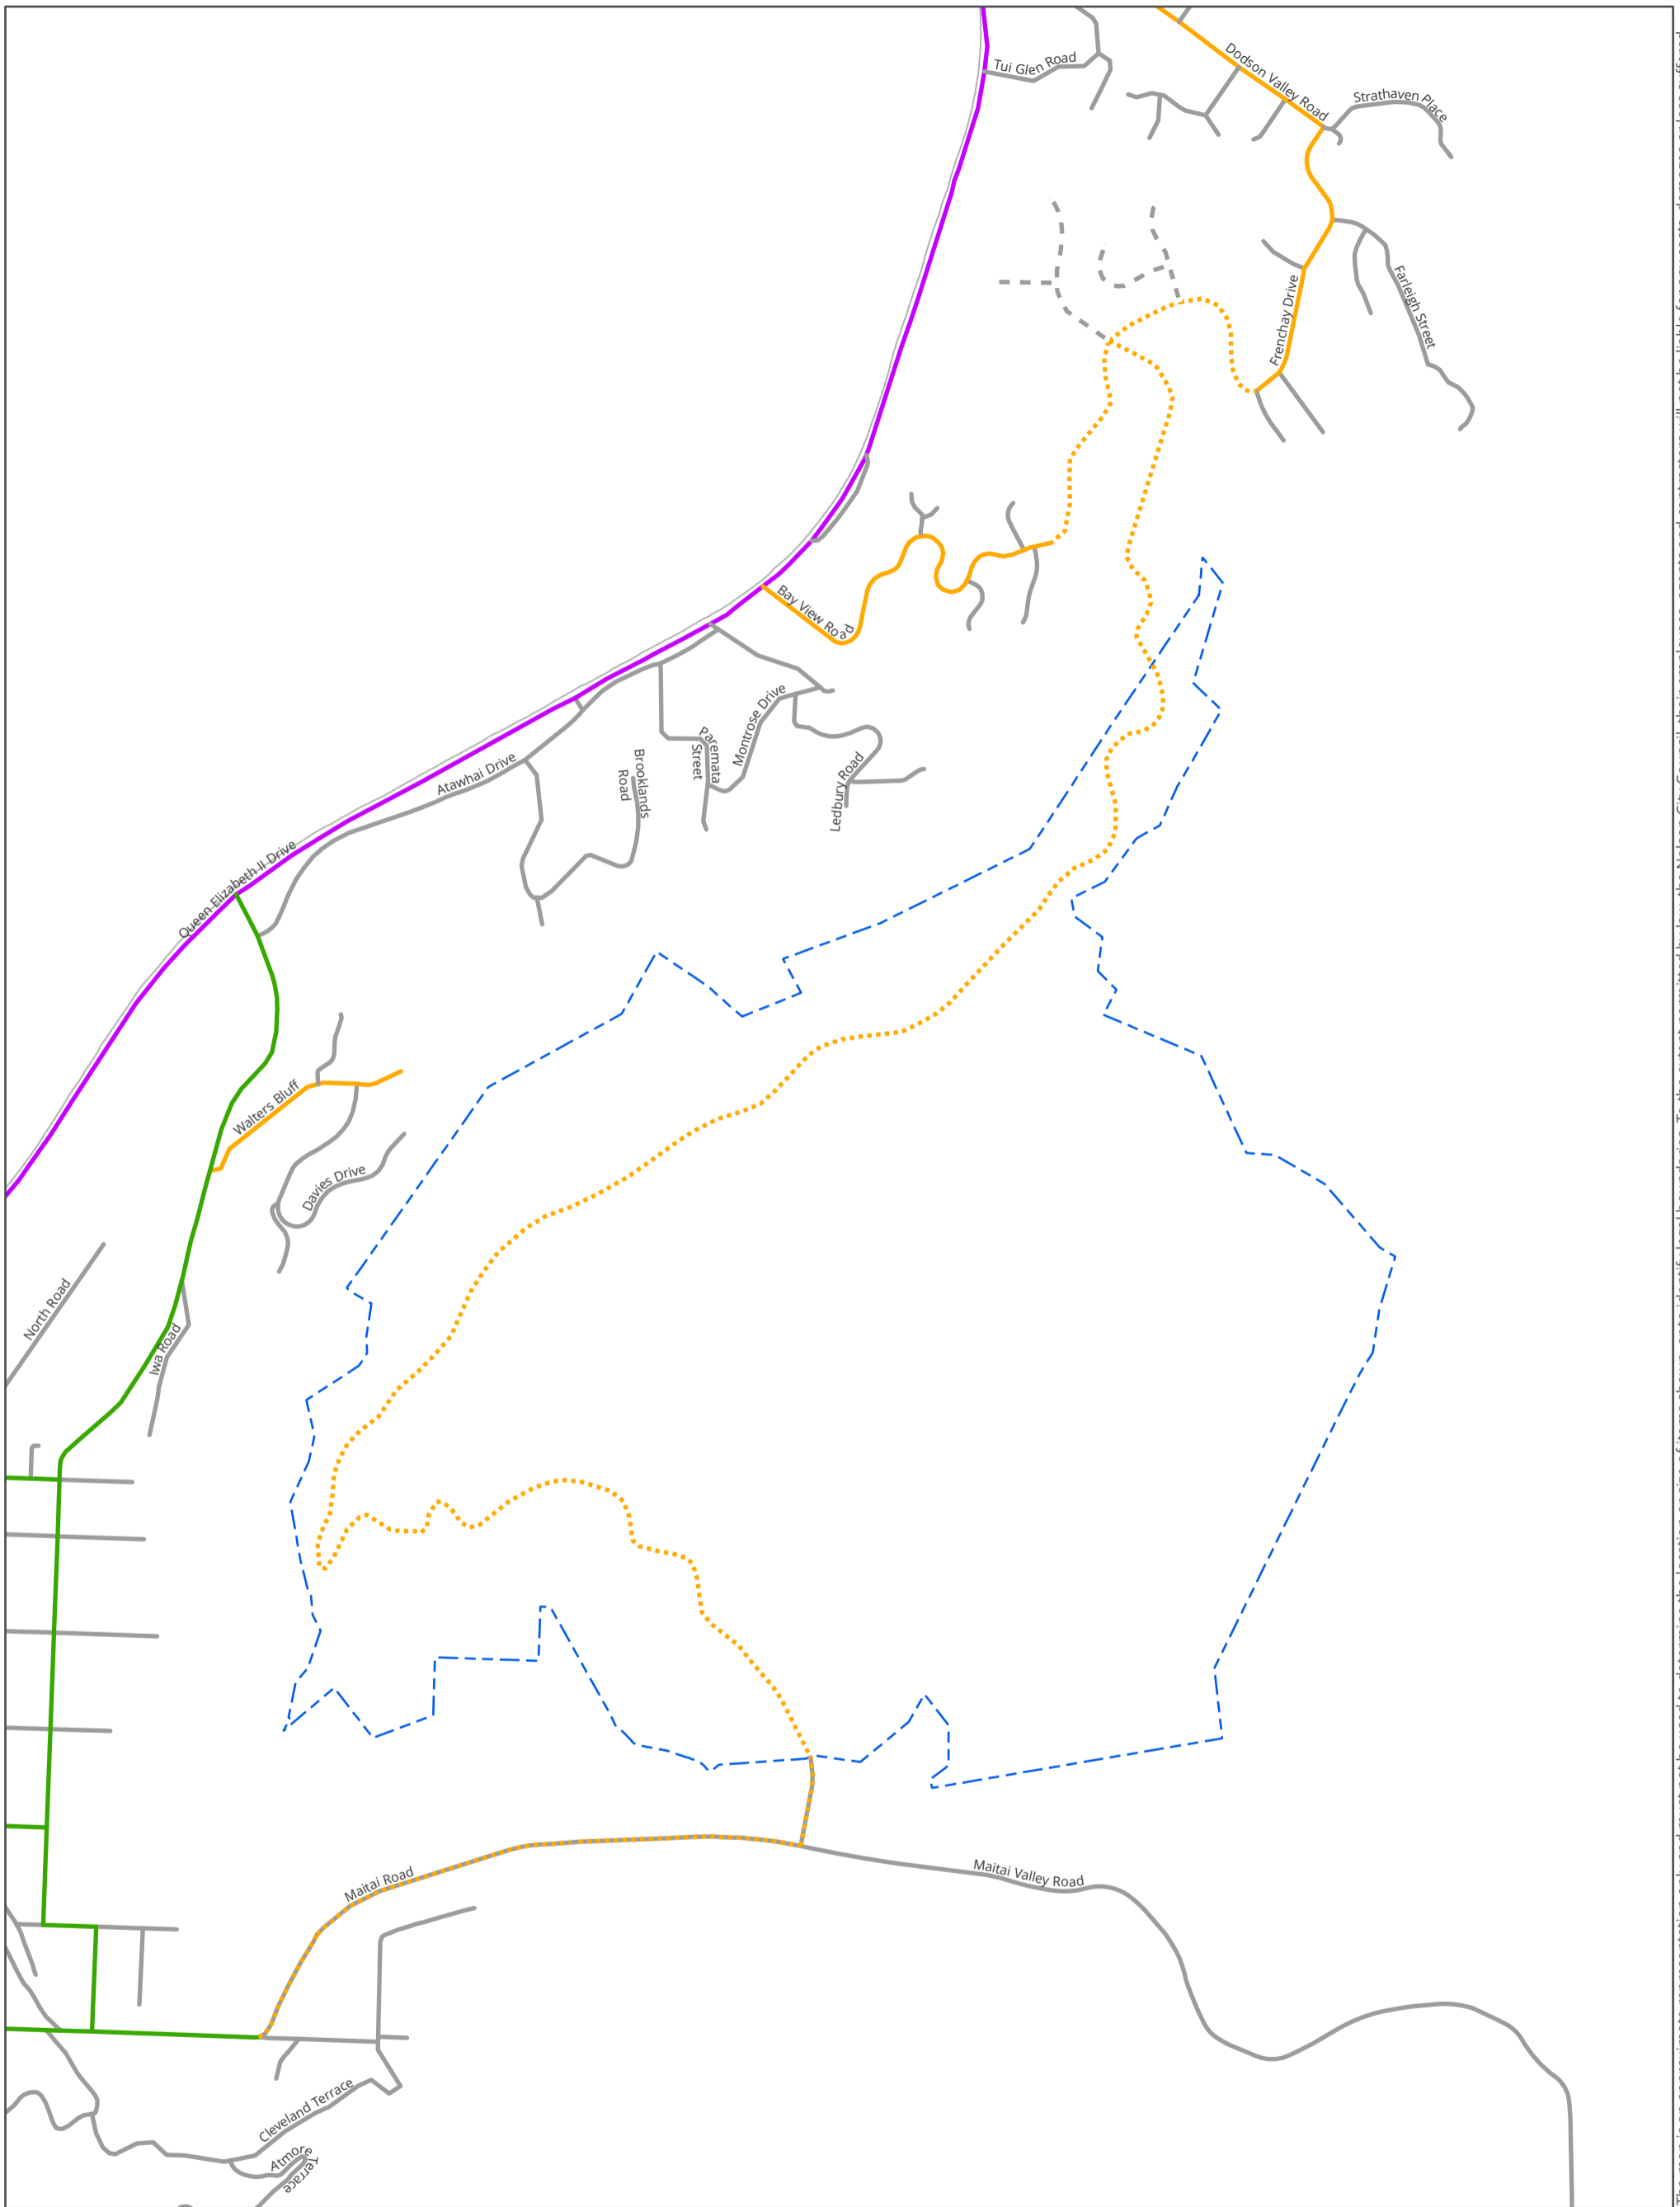 Tui Glen Road
Dodson Valley Road
Strathaven Place
Farleigh Street
Frenchay Drive
Bay View Road
Montrose Drive
Paremata
Street
Brooklands
Road
Ledbury Road
Atawhai Drive
Queen Elizabeth II Drive
Walters Bluff
Davies Drive
North Road
Iwa Road
Maitai Road
Maitai Valley Road
Cleveland Terrace
Atmore
Terrace